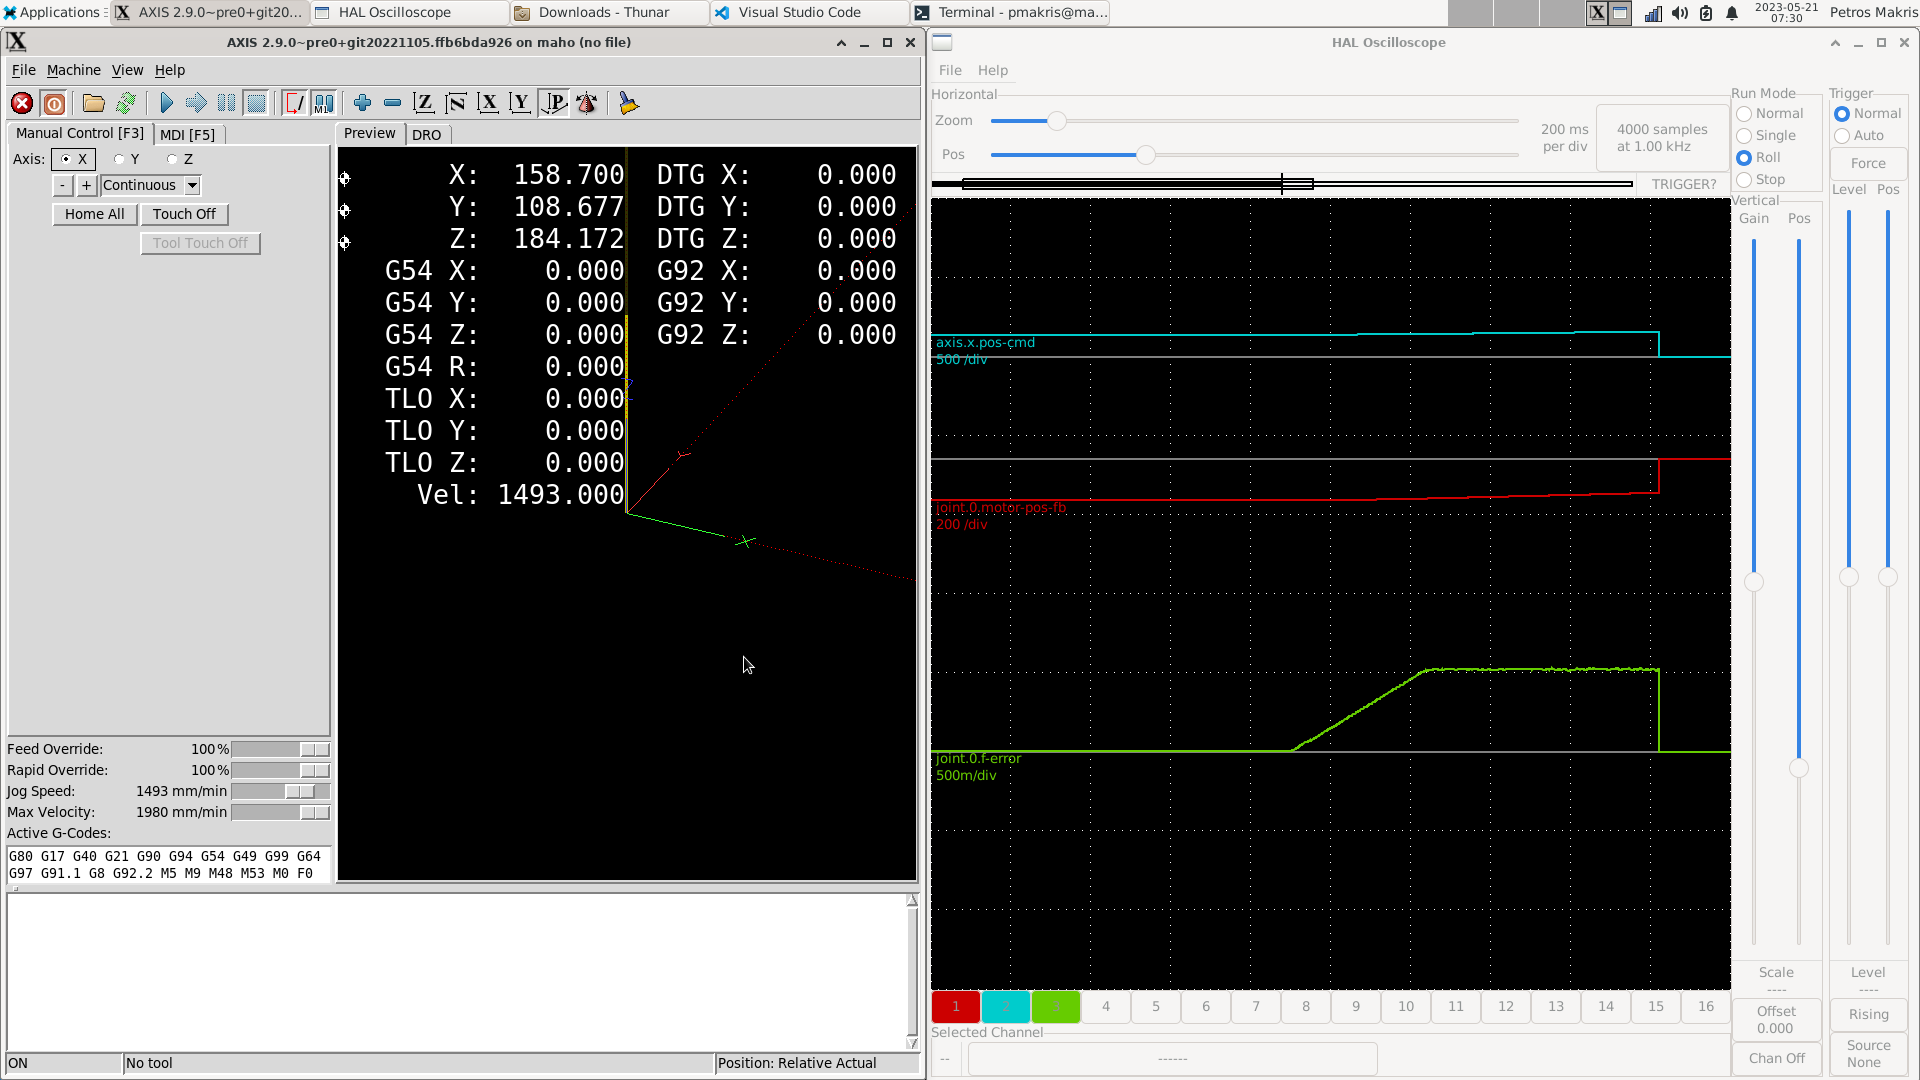 Applications
AXIS 2.9.0~pre0+git20...
HAL Oscilloscope
Downloads - Thunar
Visual Studio Code
Terminal - pmakris@ma...
2023-05-21
07:30
Petros Makris
AXIS 2.9.0~pre0+git20221105.ffb6bda926 on maho (no file)
File Machine View Help
Manual Control [F3] MDI [F5]
Axis: X Y Z
- + Continuous
Home All Touch Off
Tool Touch Off
Preview DRO
X: 158.700 DTG X: 0.000
Y: 108.677 DTG Y: 0.000
Z: 184.172 DTG Z: 0.000
G54 X: 0.000 G92 X: 0.000
G54 Y: 0.000 G92 Y: 0.000
G54 Z: 0.000 G92 Z: 0.000
G54 R: 0.000
TLO X: 0.000
TLO Y: 0.000
TLO Z: 0.000
Vel: 1493.000
Feed Override: 100 %
Rapid Override: 100 %
Jog Speed: 1493 mm/min
Max Velocity: 1980 mm/min
Active G-Codes:
G80 G17 G40 G21 G90 G94 G54 G49 G99 G64
G97 G91.1 G8 G92.2 M5 M9 M48 M53 M0 F0
ON No tool Position: Relative Actual
HAL Oscilloscope
File Help
Horizontal
Zoom
Pos
200 ms
per div
4000 samples
at 1.00 kHz
TRIGGER?
Run Mode
Normal
Single
Roll
Stop
Trigger
Normal
Auto
Force
Level Pos
Vertical
Gain Pos
axis.x.pos-cmd
500 /div
joint.0.motor-pos-fb
200 /div
joint.0.f-error
500m/div
1 2 3 4 5 6 7 8 9 10 11 12 13 14 15 16
Selected Channel
-- ------
Scale
----
Offset
0.000
Chan Off
Level
----
Rising
Source
None